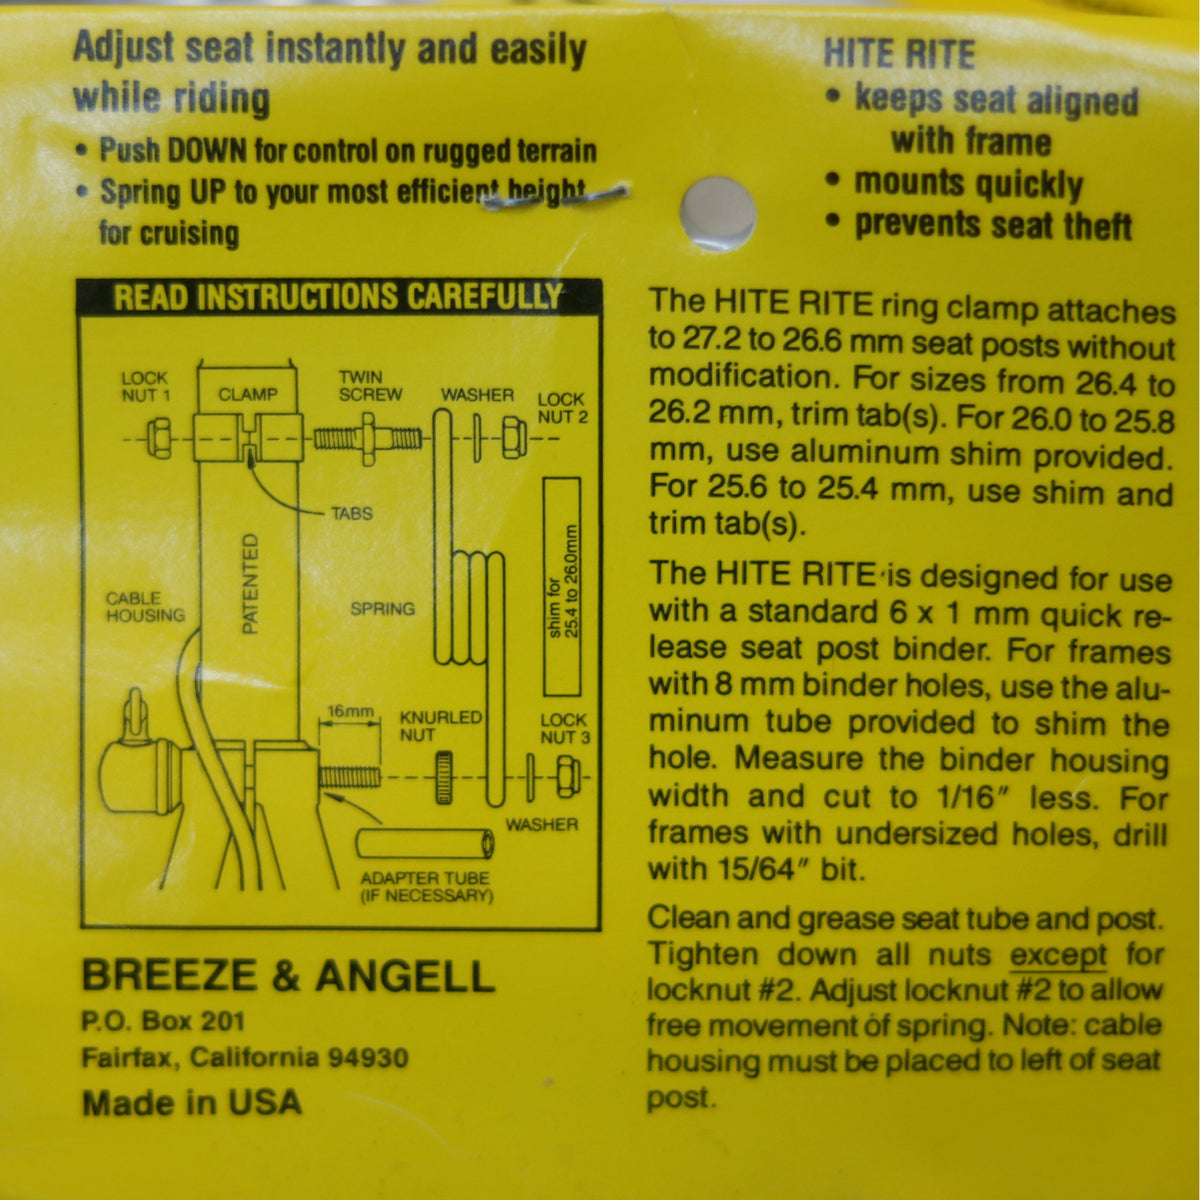 Adjust seat instantly and easily
while riding
• Push DOWN for control on rugged terrain
• Spring UP to your most efficient height
for cruising
HITE RITE
• keeps seat aligned
with frame
• mounts quickly
• prevents seat theft
READ INSTRUCTIONS CAREFULLY
LOCK
NUT 1
CLAMP
TWIN
SCREW
WASHER
LOCK
NUT 2
TABS
PATENTED
CABLE
HOUSING
SPRING
shim for
25.4 to 26.0mm
16mm
KNURLED
NUT
LOCK
NUT 3
WASHER
ADAPTER TUBE
(IF NECESSARY)
BREEZE & ANGELL
P.O. Box 201
Fairfax, California 94930
Made in USA
The HITE RITE ring clamp attaches
to 27.2 to 26.6 mm seat posts without
modification. For sizes from 26.4 to
26.2 mm, trim tab(s). For 26.0 to 25.8
mm, use aluminum shim provided.
For 25.6 to 25.4 mm, use shim and
trim tab(s).
The HITE RITE is designed for use
with a standard 6 x 1 mm quick re-
lease seat post binder. For frames
with 8 mm binder holes, use the alu-
minum tube provided to shim the
hole. Measure the binder housing
width and cut to 1/16" less. For
frames with undersized holes, drill
with 15/64" bit.
Clean and grease seat tube and post.
Tighten down all nuts except for
locknut #2. Adjust locknut #2 to allow
free movement of spring. Note: cable
housing must be placed to left of seat
post.